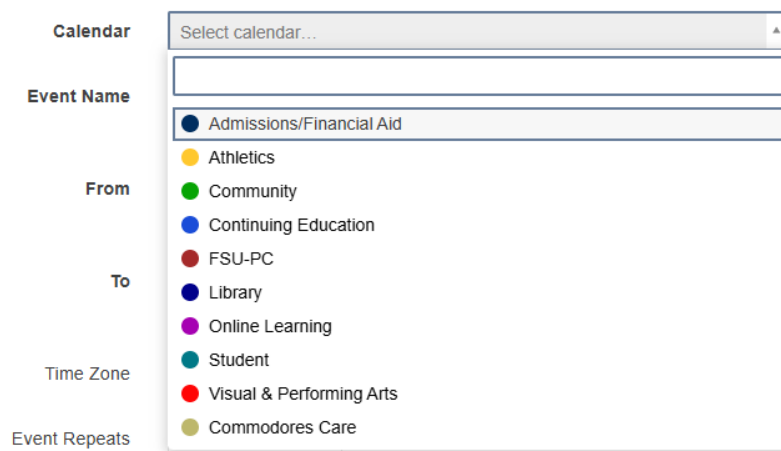 Calendar
Select calendar...
Event Name
Admissions/Financial Aid
Athletics
Community
From
Continuing Education
FSU-PC
To
Library
Online Learning
Student
Time Zone
Visual & Performing Arts
Commodores Care
Event Repeats